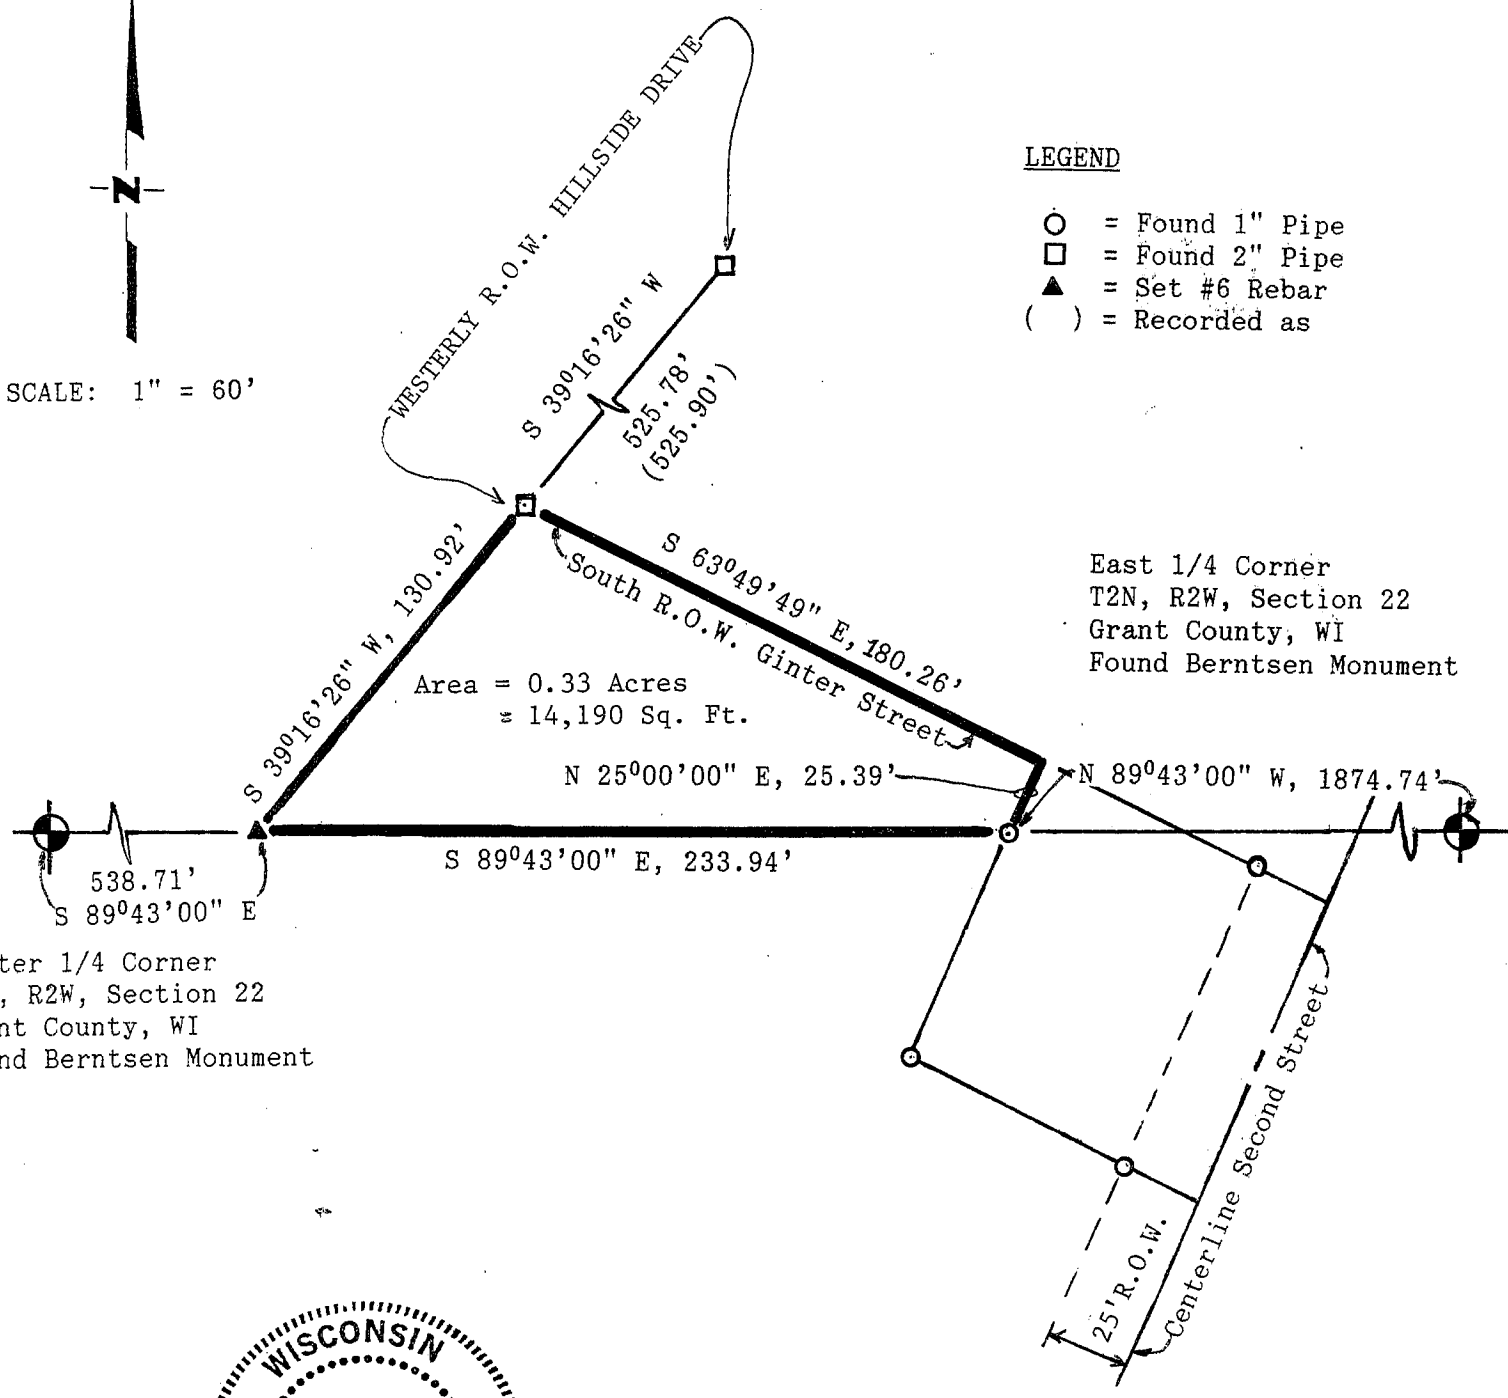 N
SCALE: 1" = 60'
WESTERLY R.O.W. HILLSIDE DRIVE
LEGEND
= Found 1" Pipe
= Found 2" Pipe
= Set #6 Rebar
( ) = Recorded as
S 39°16'26" W
525.78'
(525.90')
S 63°49'49" E, 180.26'
South R.O.W. Ginter Street
S 39°16'26" W, 130.92'
Area = 0.33 Acres
= 14,190 Sq. Ft.
East 1/4 Corner
T2N, R2W, Section 22
Grant County, WI
Found Berntsen Monument
N 25°00'00" E, 25.39'
N 89°43'00" W, 1874.74'
S 89°43'00" E, 233.94'
538.71'
S 89°43'00" E
ter 1/4 Corner
, R2W, Section 22
nt County, WI
nd Berntsen Monument
Centerline Second Street
25'R.O.W.
WISCONSIN